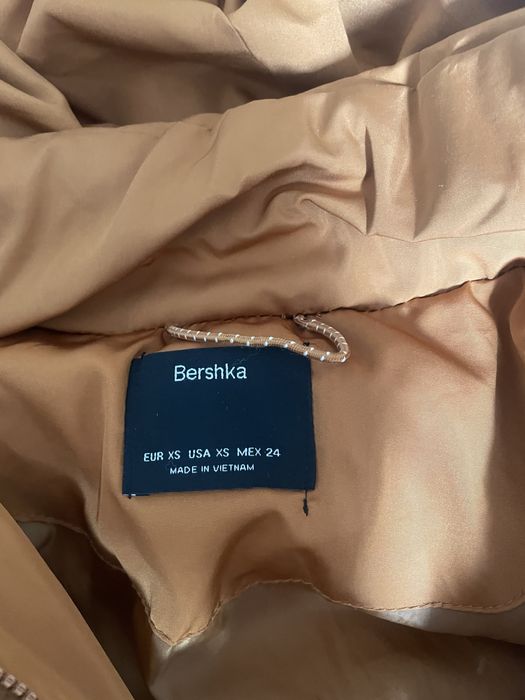 Bershka
EUR XS USA XS MEX 24
MADE IN VIETNAM